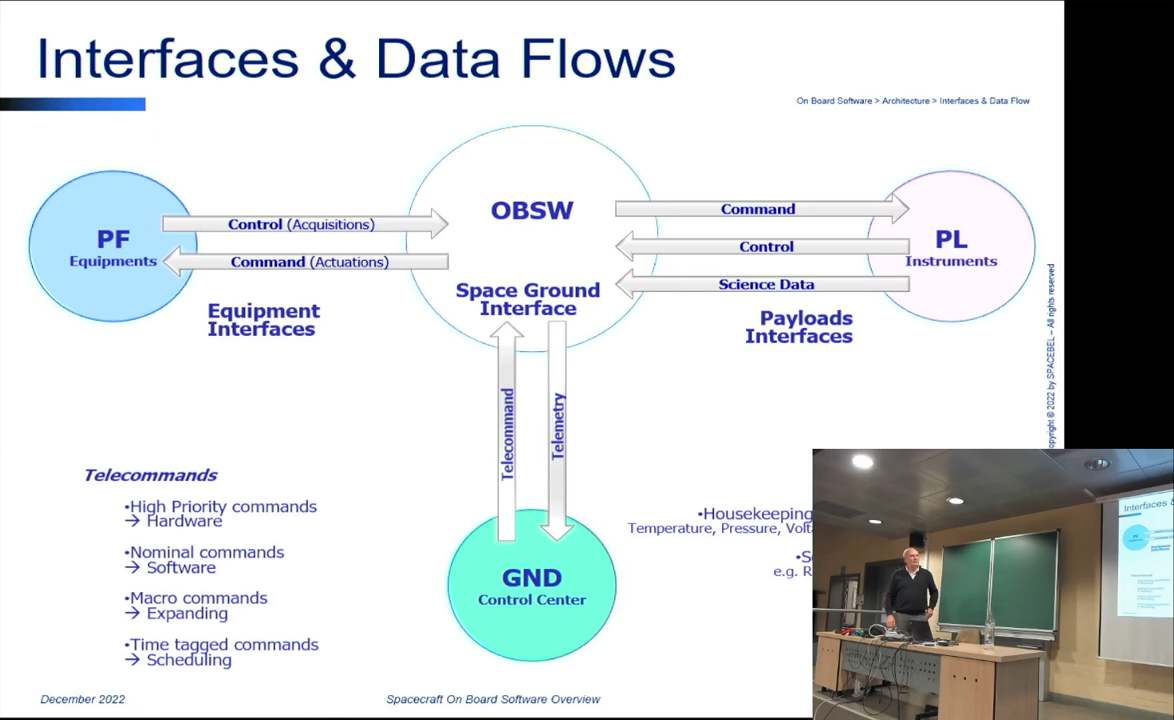 Interfaces & Data Flows
On Board Software > Architecture > Interfaces & Data Flow
OBSW
Space Ground
Interface
PF
Equipments
Control (Acquisitions)
Command (Actuations)
Equipment
Interfaces
Command
Control
Science Data
PL
Instruments
Payloads
Interfaces
Telecommand
Telemetry
GND
Control Center
Telecommands
•High Priority commands
→ Hardware
•Nominal commands
→ Software
•Macro commands
→ Expanding
•Time tagged commands
→ Scheduling
•Housekeeping
Temperature, Pressure, Volt
e.g. R
opyright © 2022 by SPACEBEL – All rights reserved
December 2022
Spacecraft On Board Software Overview
Interfaces &